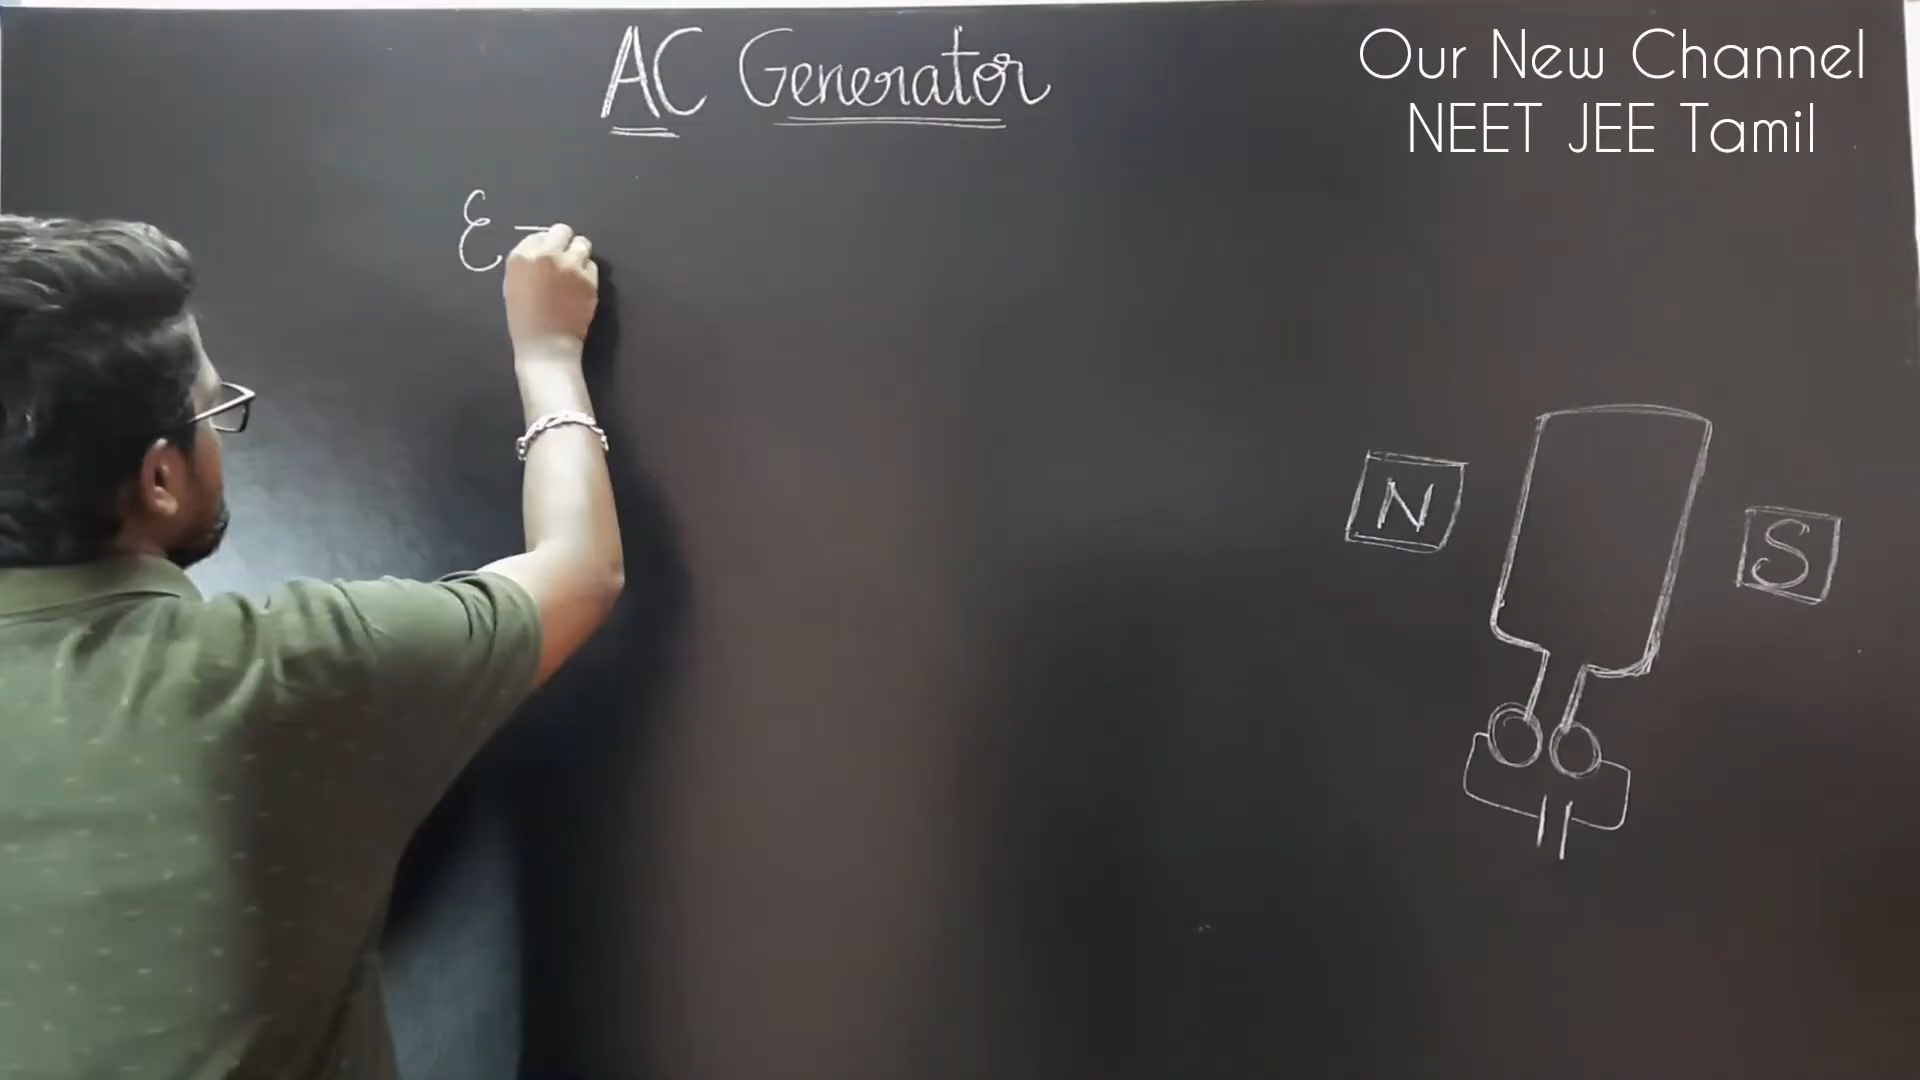 AC Generator
Our New Channel
NEET JEE Tamil
ε
N
S